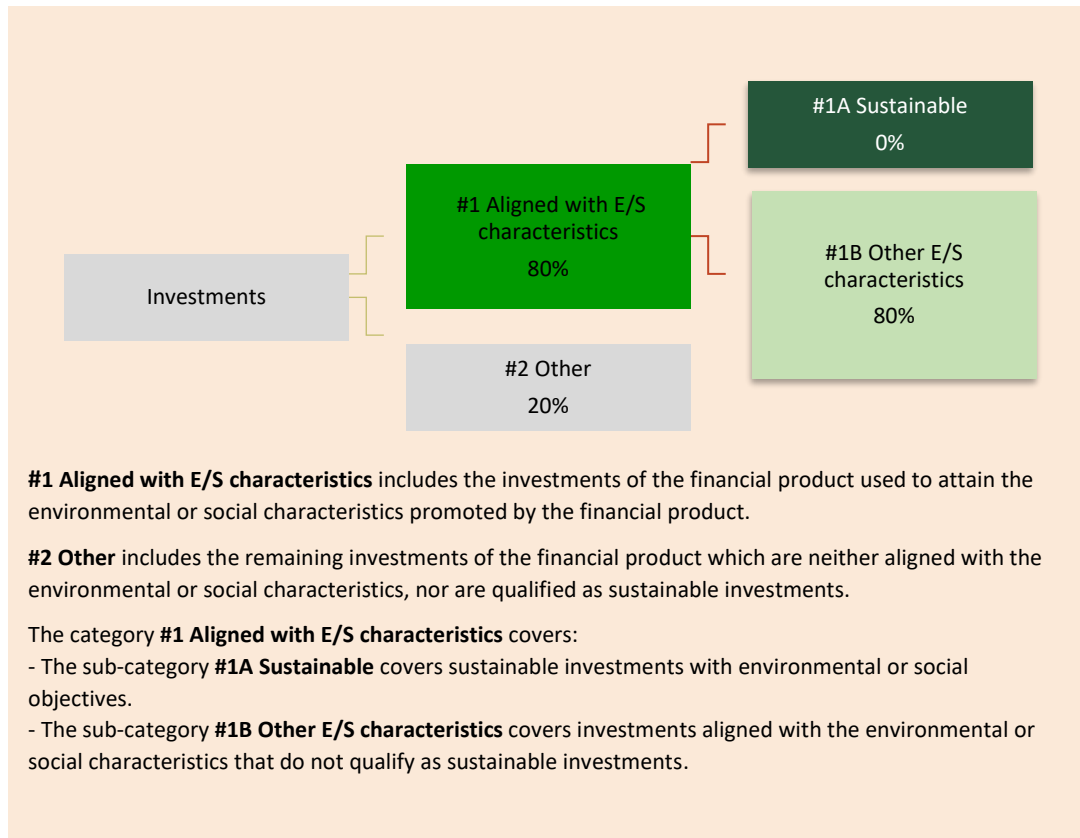 #1A Sustainable
0%
#1 Aligned with E/S
characteristics
80%
#1B Other E/S
characteristics
80%
Investments
#2 Other
20%
#1 Aligned with E/S characteristics includes the investments of the financial product used to attain the
environmental or social characteristics promoted by the financial product.
#2 Other includes the remaining investments of the financial product which are neither aligned with the
environmental or social characteristics, nor are qualified as sustainable investments.
The category #1 Aligned with E/S characteristics covers:
- The sub-category #1A Sustainable covers sustainable investments with environmental or social
objectives.
- The sub-category #1B Other E/S characteristics covers investments aligned with the environmental or
social characteristics that do not qualify as sustainable investments.